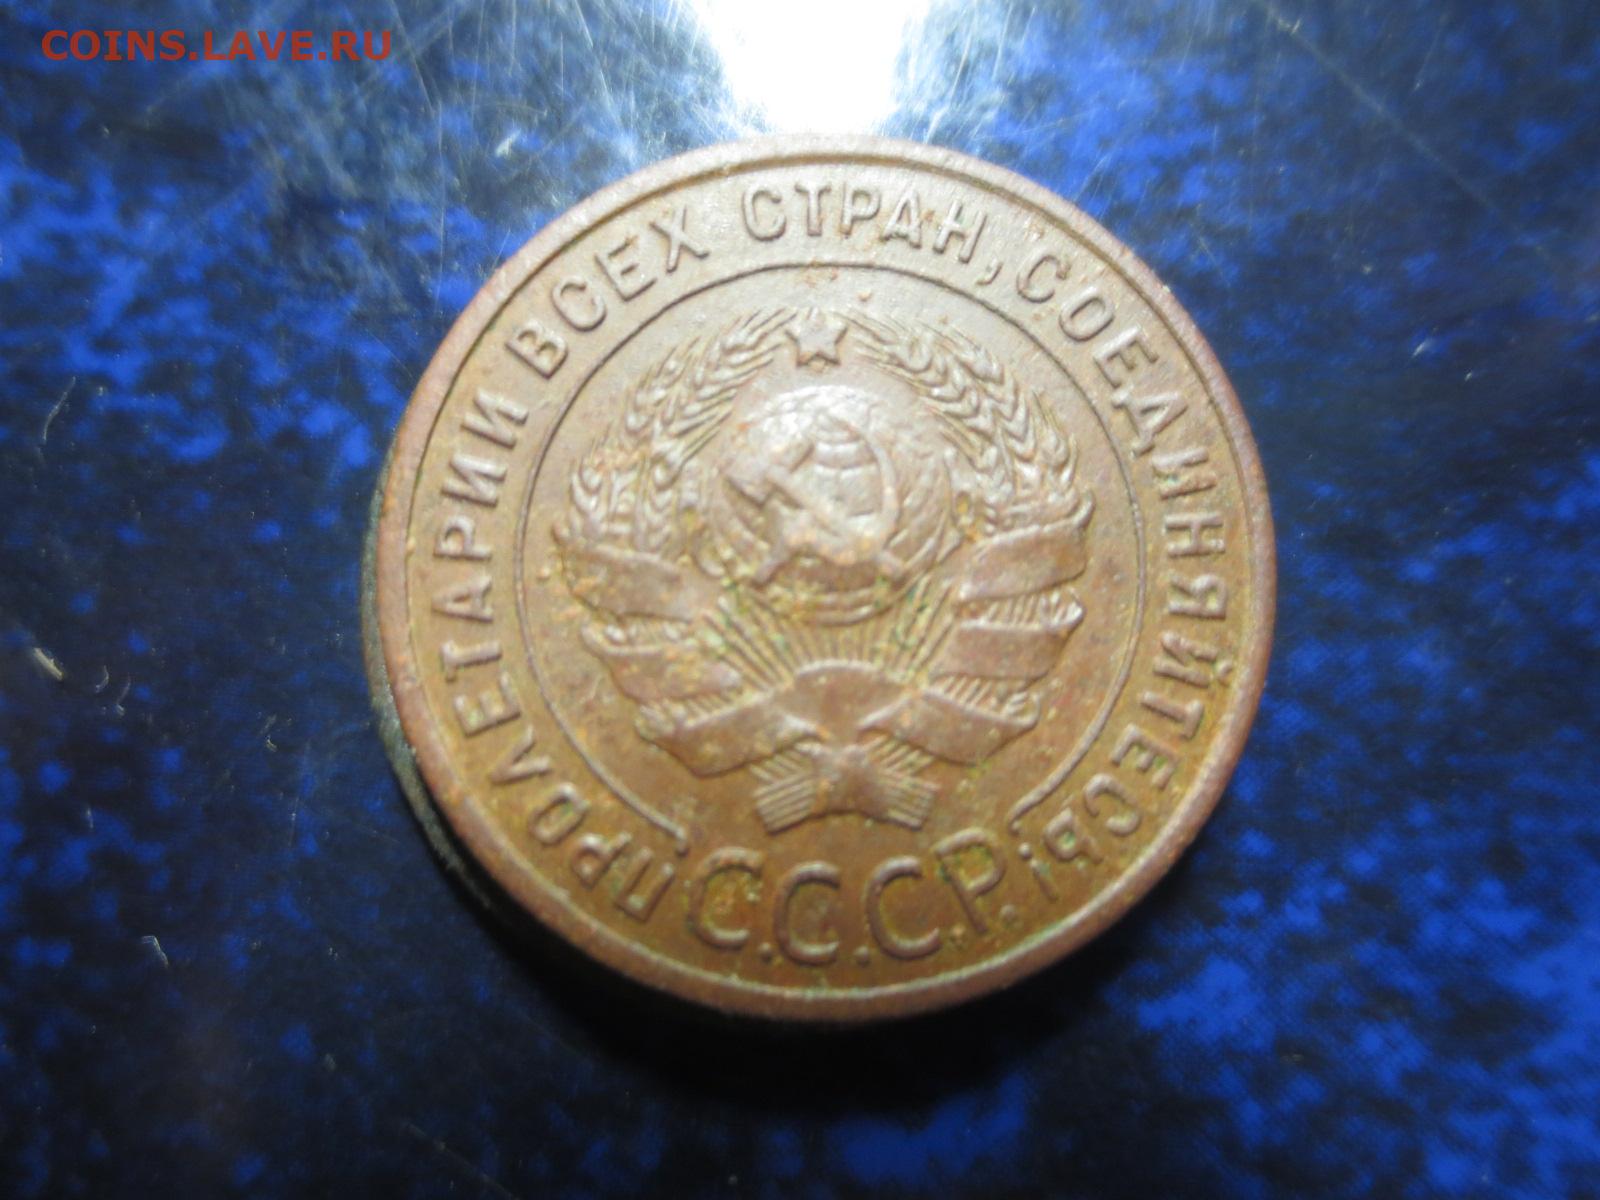 COINS.LAVE.RU
ПРОЛЕТАРИИ ВСЕХ СТРАН, СОЕДИНЯЙТЕСЬ!
С.С.С.Р.